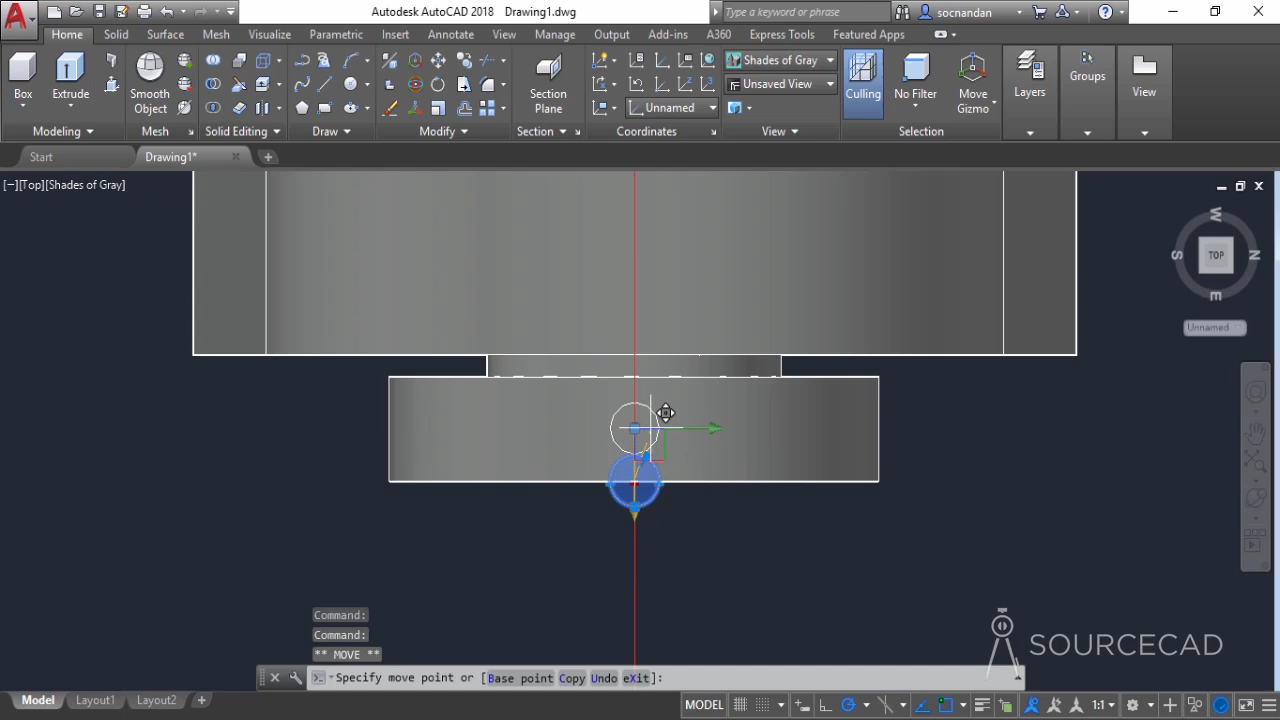 Autodesk AutoCAD 2018 Drawing1.dwg
Type a keyword or phrase
socnandan
Home Solid Surface Mesh Visualize Parametric Insert Annotate View Manage Output Add-ins A360 Express Tools Featured Apps
Box
Extrude
Smooth
Object
Section
Plane
Unnamed
Shades of Gray
Unsaved View
Culling
No Filter
Move
Gizmo
Layers
Groups
View
Modeling
Mesh
Solid Editing
Draw
Modify
Section
Coordinates
View
Selection
Start
Drawing1*
[−][Top][Shades of Gray]
W
S
TOP
N
E
Unnamed
Command:
Command:
** MOVE **
Specify move point or [Base point Copy Undo eXit]:
SOURCECAD
Model
Layout1
Layout2
MODEL
1:1